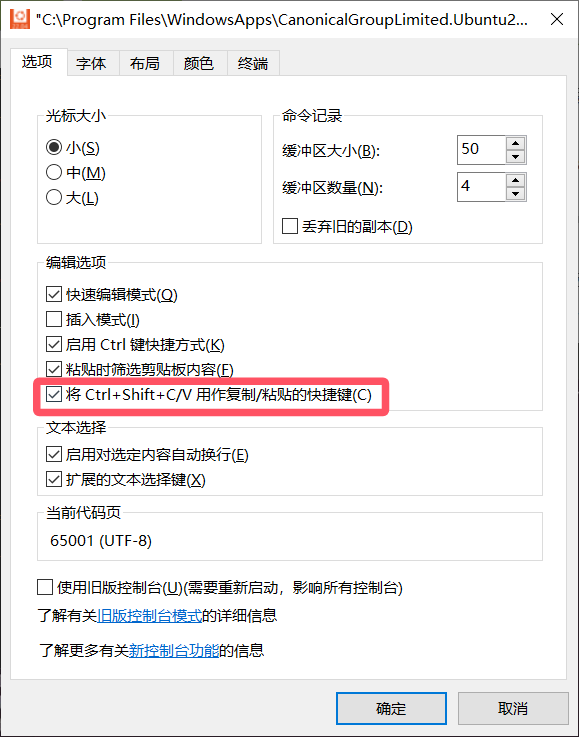 "C:\Program Files\WindowsApps\CanonicalGroupLimited.Ubuntu2...
选项 字体 布局 颜色 终端
光标大小
小(S)
中(M)
大(L)
命令记录
缓冲区大小(B): 50
缓冲区数量(N): 4
丢弃旧的副本(D)
编辑选项
快速编辑模式(Q)
插入模式(I)
启用 Ctrl 键快捷方式(K)
粘贴时筛选剪贴板内容(F)
将 Ctrl+Shift+C/V 用作复制/粘贴的快捷键(C)
文本选择
启用对选定内容自动换行(E)
扩展的文本选择键(X)
当前代码页
65001 (UTF-8)
使用旧版控制台(U)(需要重新启动，影响所有控制台)
了解有关旧版控制台模式的详细信息
了解更多有关新控制台功能的信息
确定 取消